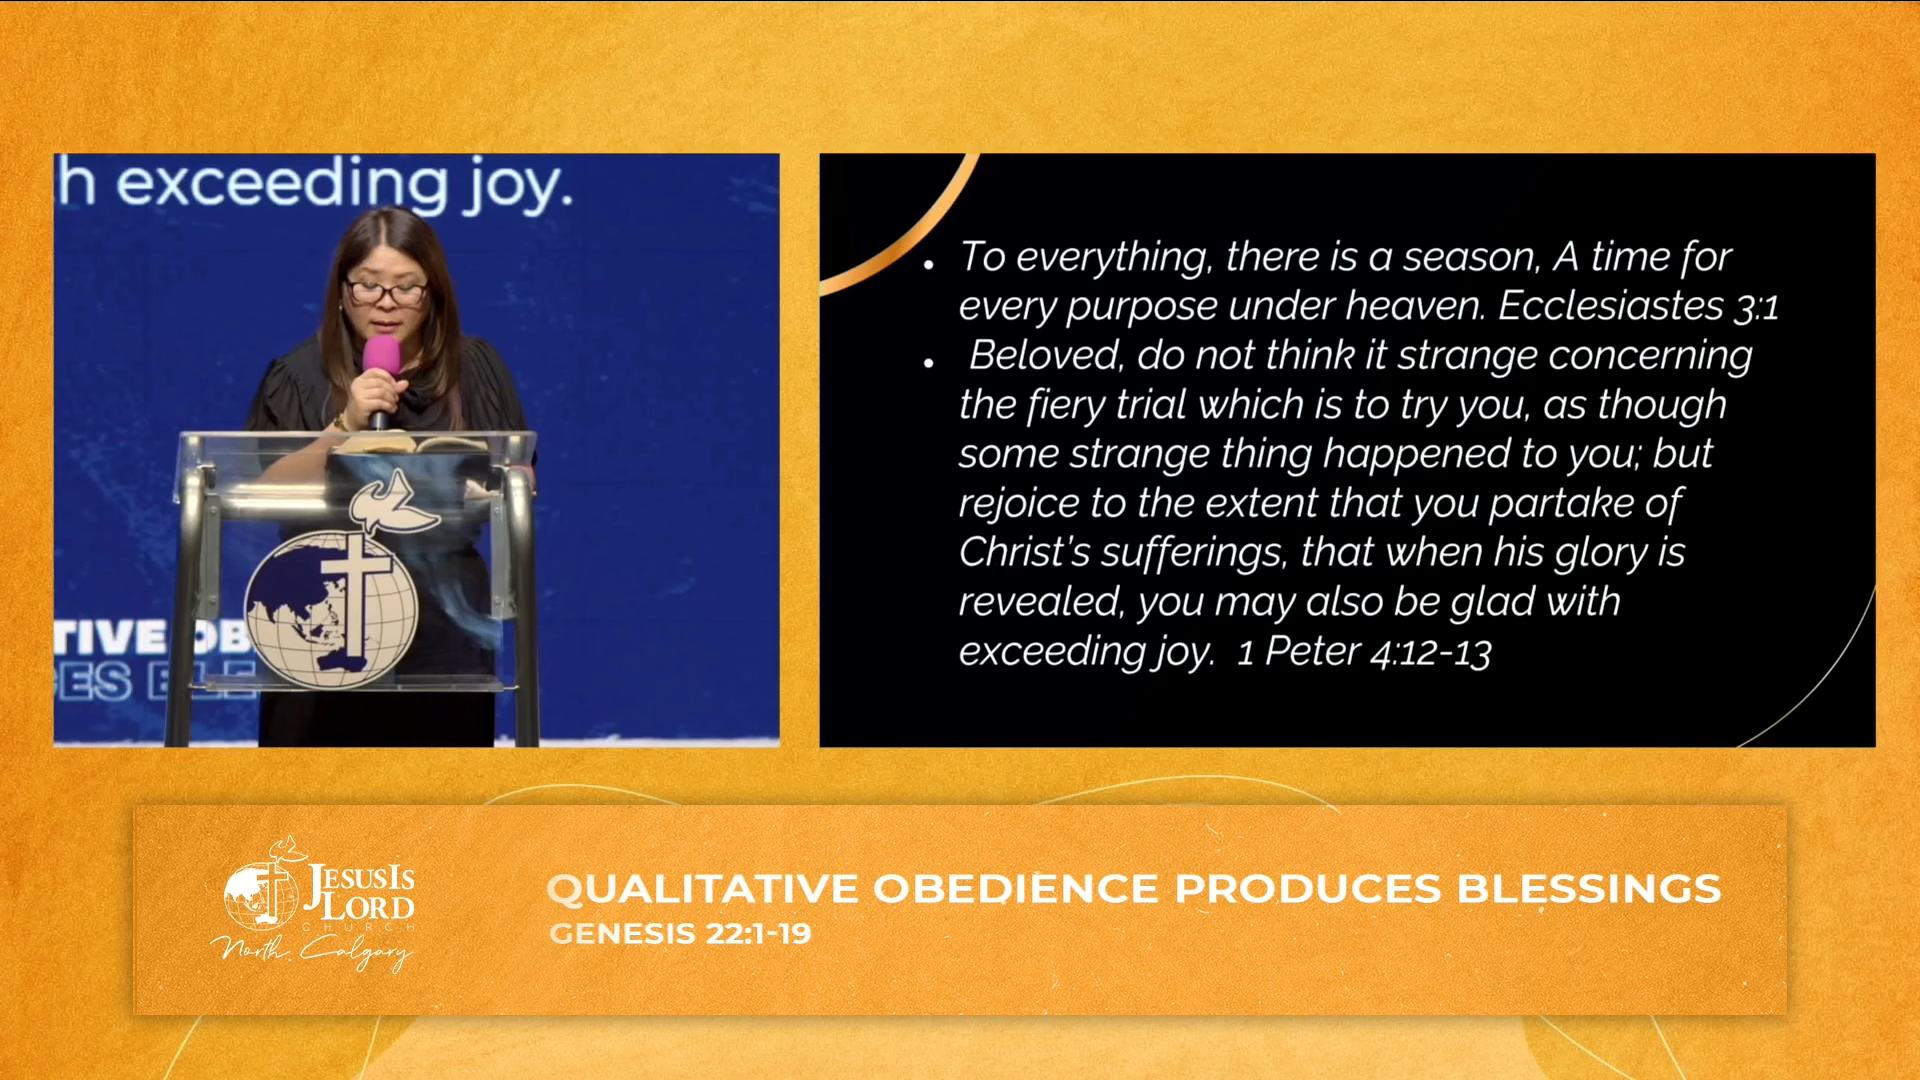 h exceeding joy.
TIVE OB
CES BLE
• To everything, there is a season, A time for
every purpose under heaven. Ecclesiastes 3:1
• Beloved, do not think it strange concerning
the fiery trial which is to try you, as though
some strange thing happened to you; but
rejoice to the extent that you partake of
Christ's sufferings, that when his glory is
revealed, you may also be glad with
exceeding joy. 1 Peter 4:12-13
JESUS IS
LORD
CHURCH
North Calgary
QUALITATIVE OBEDIENCE PRODUCES BLESSINGS
GENESIS 22:1-19